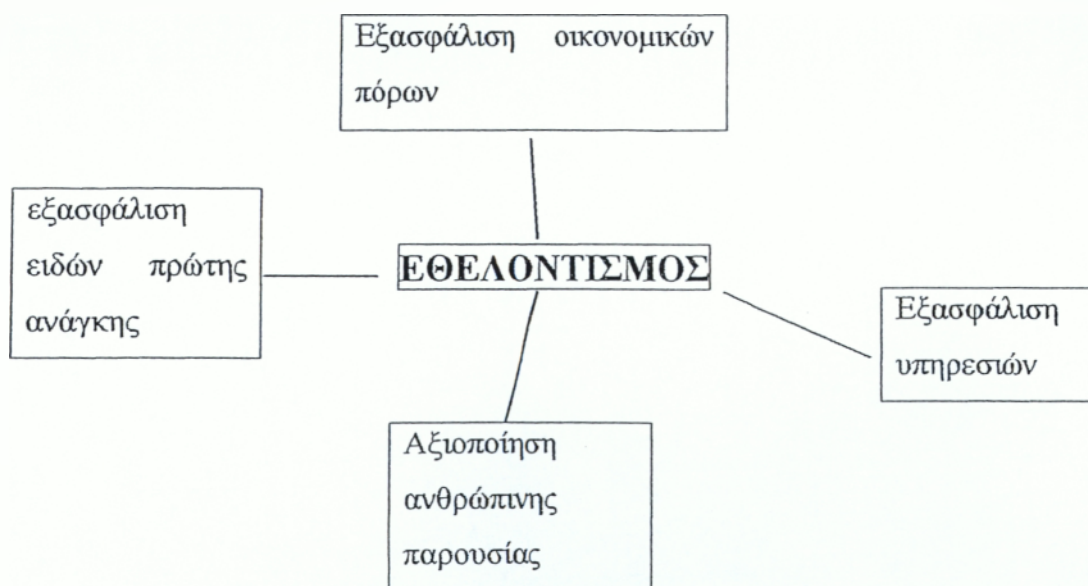 Εξασφάλιση οικονομικών
πόρων
εξασφάλιση
ειδών πρώτης
ανάγκης
ΕΘΕΛΟΝΤΙΣΜΟΣ
Εξασφάλιση
υπηρεσιών
Αξιοποίηση
ανθρώπινης
παρουσίας